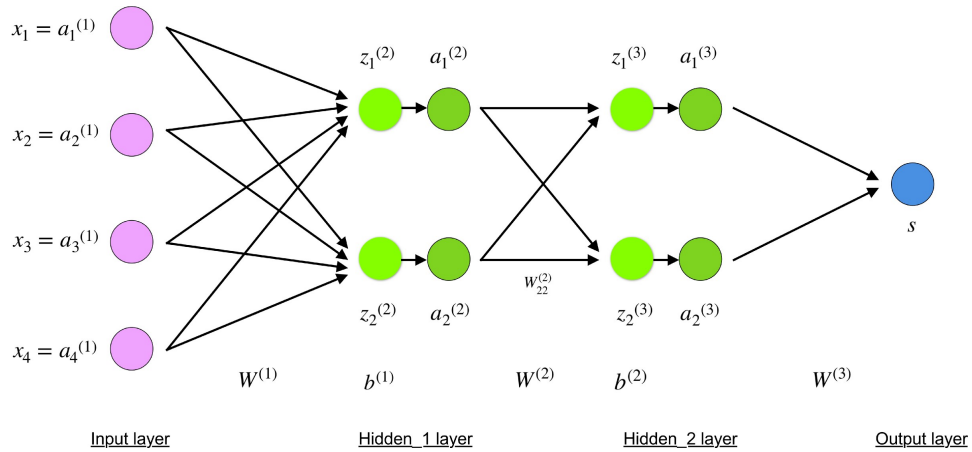 x₁ = a₁⁽¹⁾
z₁⁽²⁾ a₁⁽²⁾ z₁⁽³⁾ a₁⁽³⁾
x₂ = a₂⁽¹⁾
x₃ = a₃⁽¹⁾
s
W₂₂⁽²⁾
z₂⁽²⁾ a₂⁽²⁾ z₂⁽³⁾ a₂⁽³⁾
x₄ = a₄⁽¹⁾
W⁽¹⁾ b⁽¹⁾ W⁽²⁾ b⁽²⁾ W⁽³⁾
Input layer Hidden_1 layer Hidden_2 layer Output layer